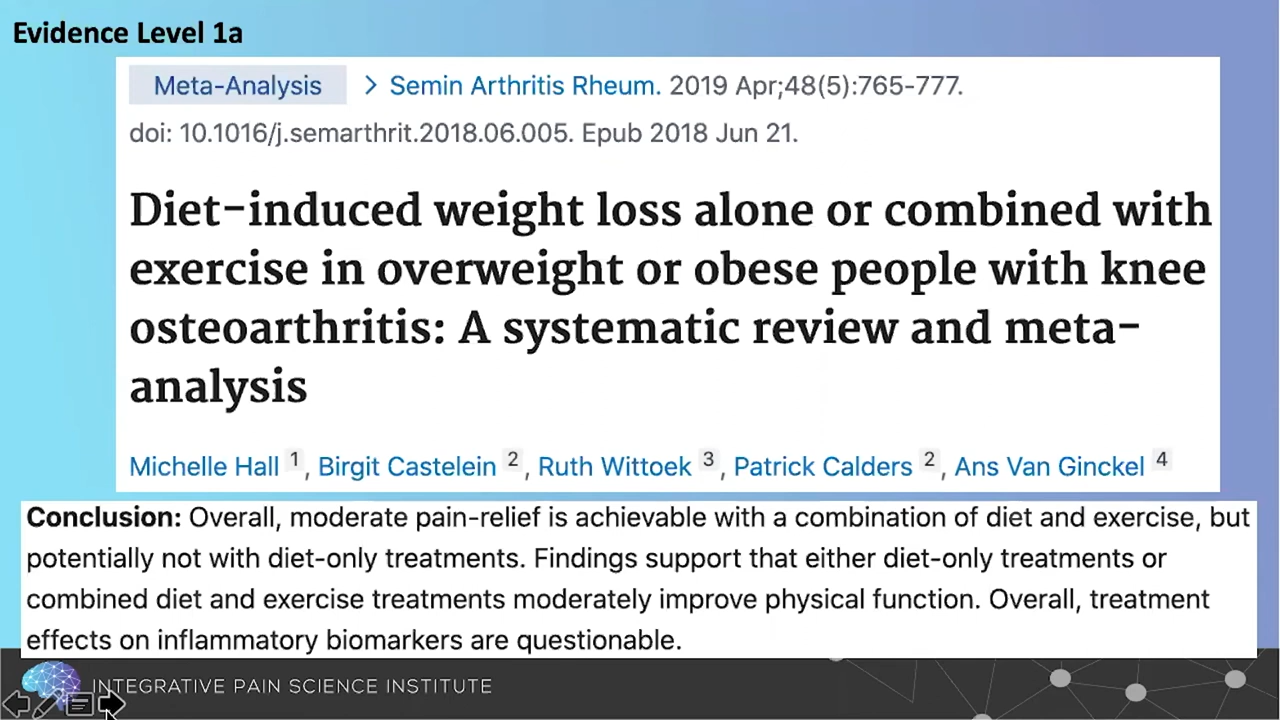 Evidence Level 1a
Meta-Analysis > Semin Arthritis Rheum. 2019 Apr;48(5):765-777.
doi: 10.1016/j.semarthrit.2018.06.005. Epub 2018 Jun 21.
Diet-induced weight loss alone or combined with
exercise in overweight or obese people with knee
osteoarthritis: A systematic review and meta-
analysis
Michelle Hall 1, Birgit Castelein 2, Ruth Wittoek 3, Patrick Calders 2, Ans Van Ginckel 4
Conclusion: Overall, moderate pain-relief is achievable with a combination of diet and exercise, but
potentially not with diet-only treatments. Findings support that either diet-only treatments or
combined diet and exercise treatments moderately improve physical function. Overall, treatment
effects on inflammatory biomarkers are questionable.
INTEGRATIVE PAIN SCIENCE INSTITUTE